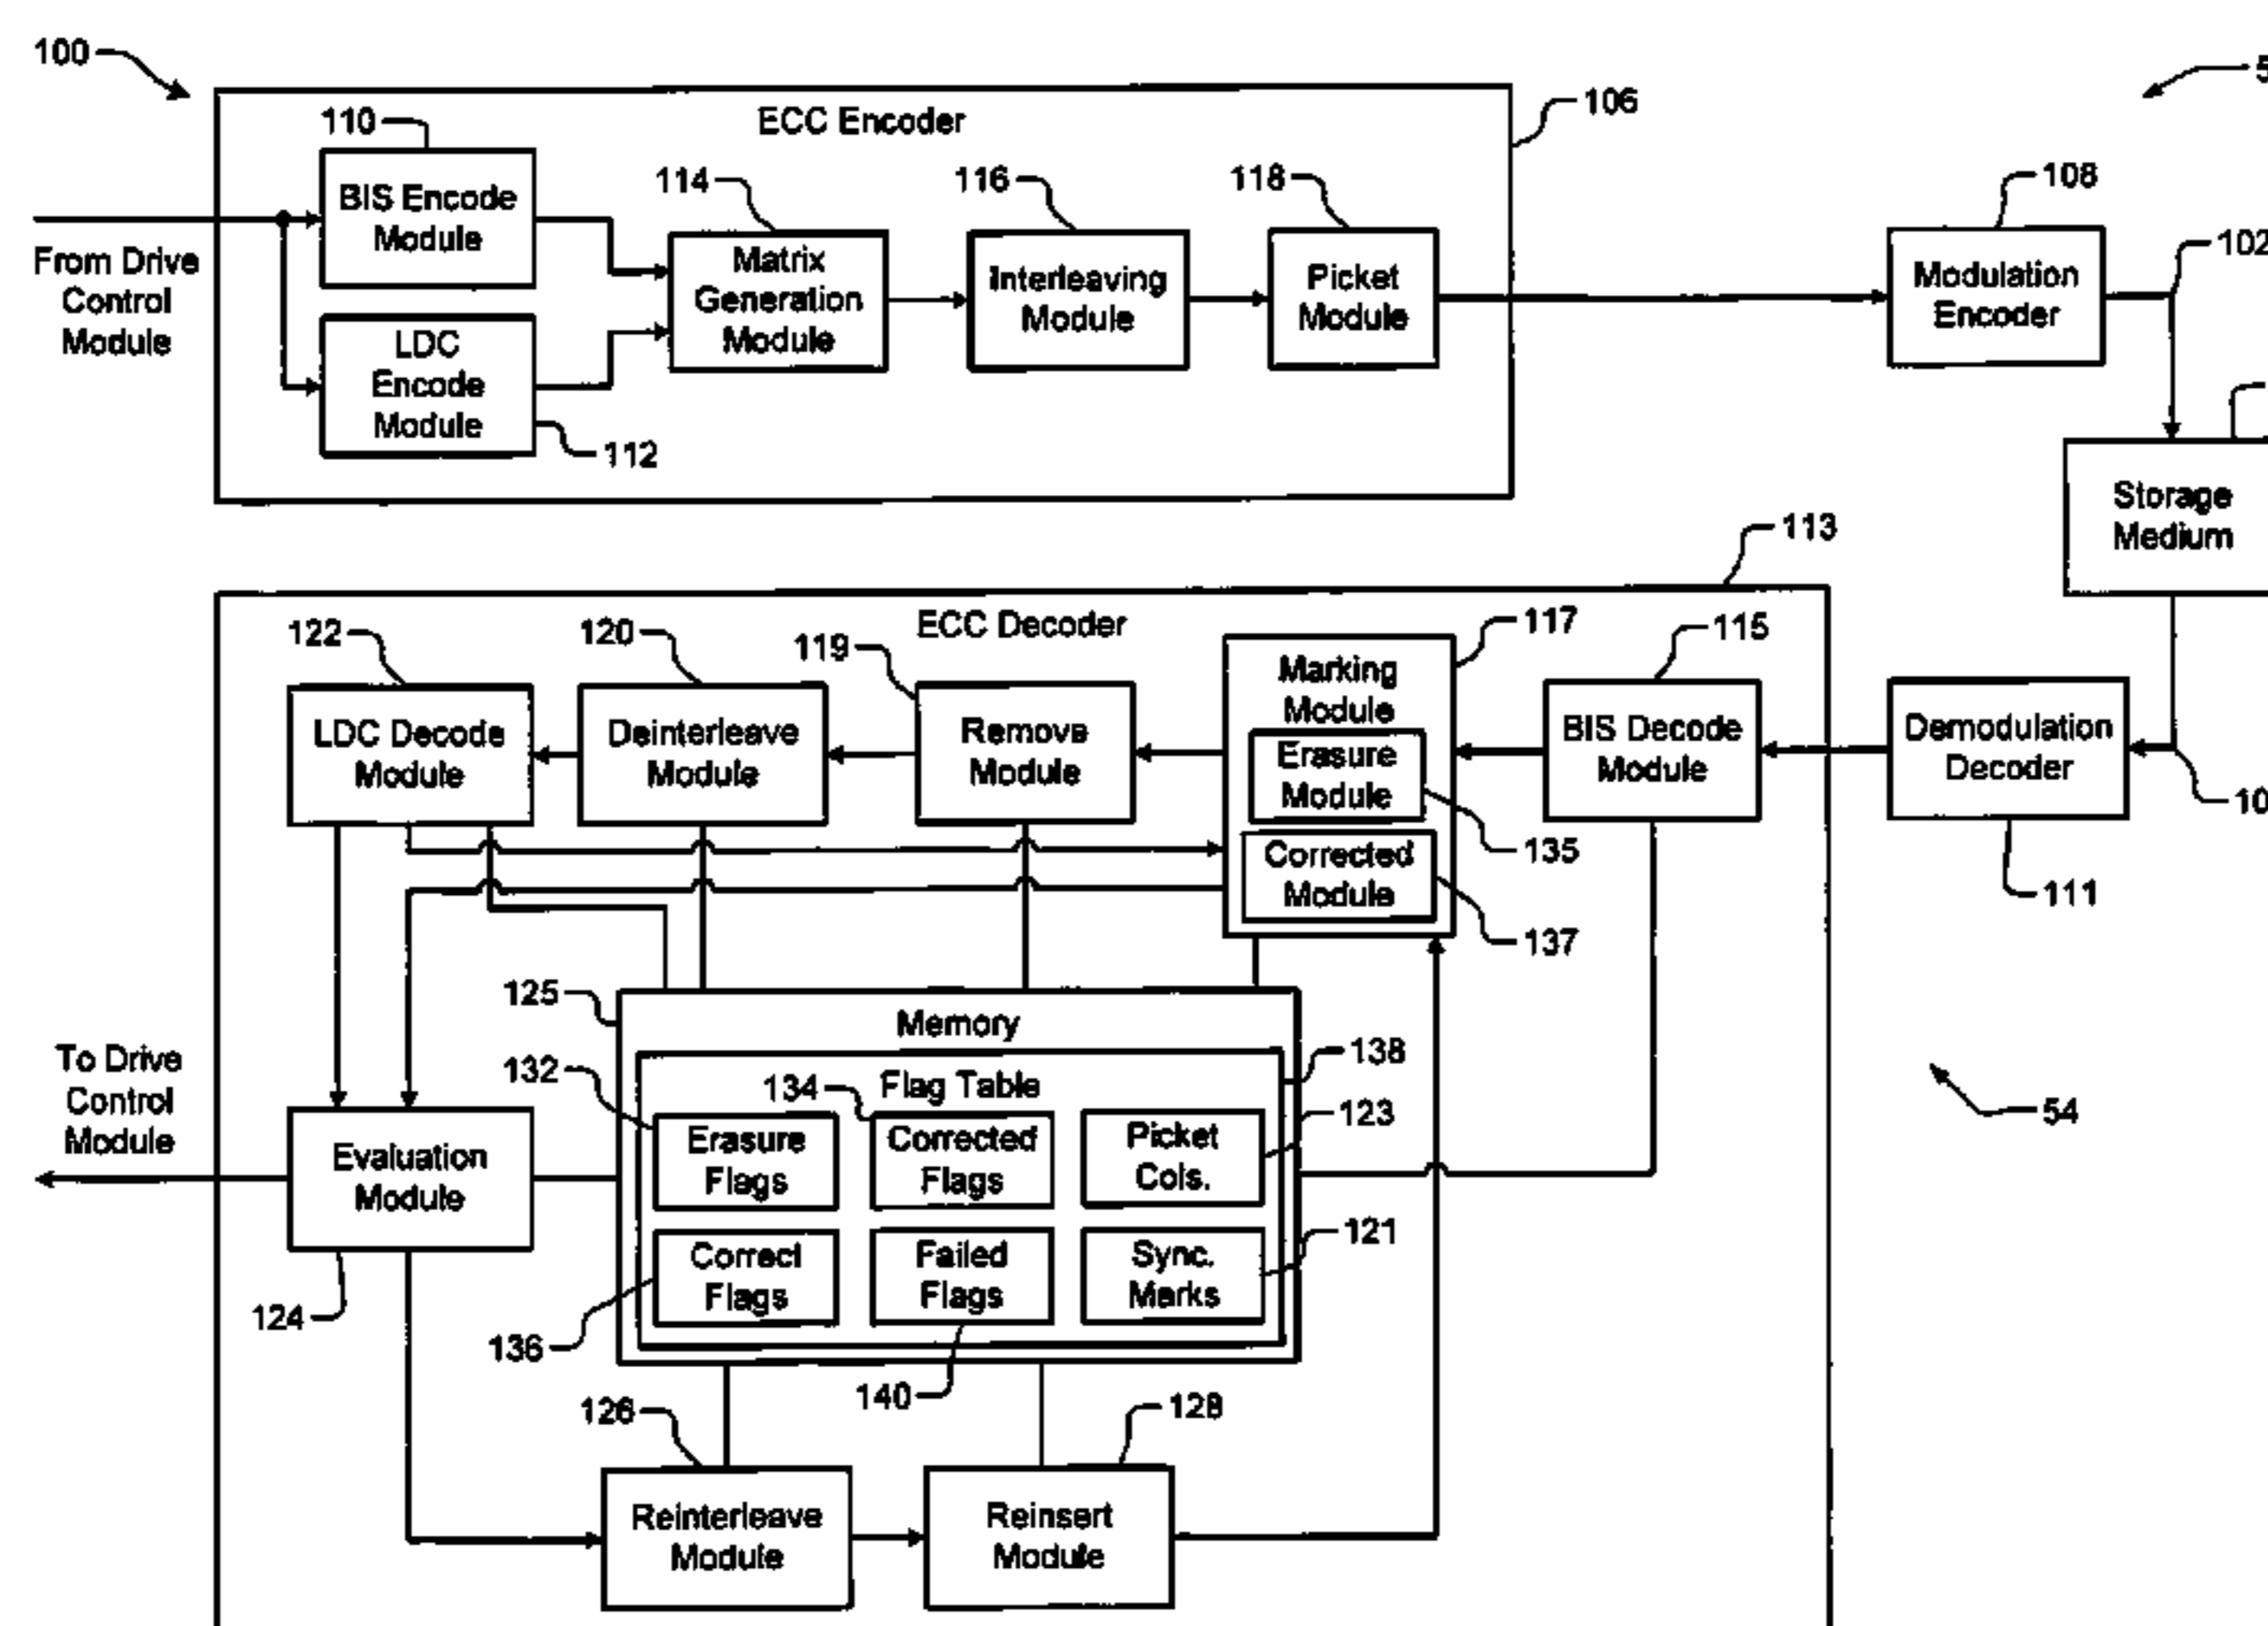 100
ECC Encoder
106
110
BIS Encode
Module
From Drive
Control
Module
LDC
Encode
Module
112
114
Matrix
Generation
Module
116
Interleaving
Module
118
Picket
Module
108
Modulation
Encoder
Storage
Medium
113
ECC Decoder
122
LDC Decode
Module
120
Deinterleave
Module
119
Remove
Module
117
Marking
Module
Erasure
Module
135
Corrected
Module
137
115
BIS Decode
Module
Demodulation
Decoder
111
125
Memory
138
Flag Table
132
Erasure
Flags
134
Corrected
Flags
Picket
Cols.
123
136
Correct
Flags
Failed
Flags
140
Sync.
Marks
121
To Drive
Control
Module
Evaluation
Module
124
54
126
Reinterleave
Module
128
Reinsert
Module